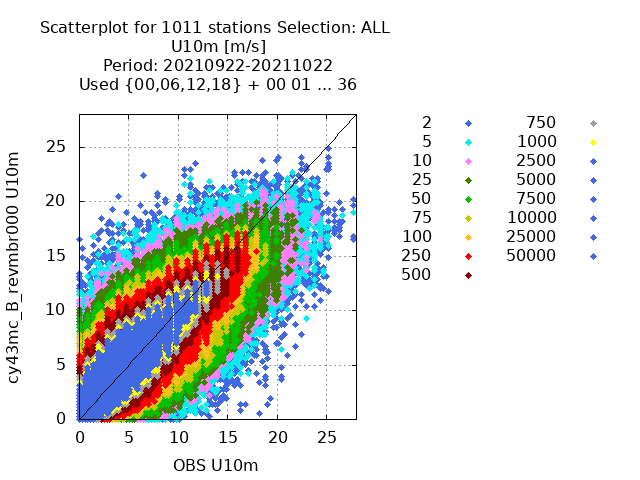 Scatterplot for 1011 stations Selection: ALL
U10m [m/s]
Period: 20210922-20211022
Used {00,06,12,18} + 00 01 ... 36
cy43mc_B_revmbr000 U10m
25
20
15
10
5
0
0 5 10 15 20 25
OBS U10m
2 750
5 1000
10 2500
25 5000
50 7500
75 10000
100 25000
250 50000
500